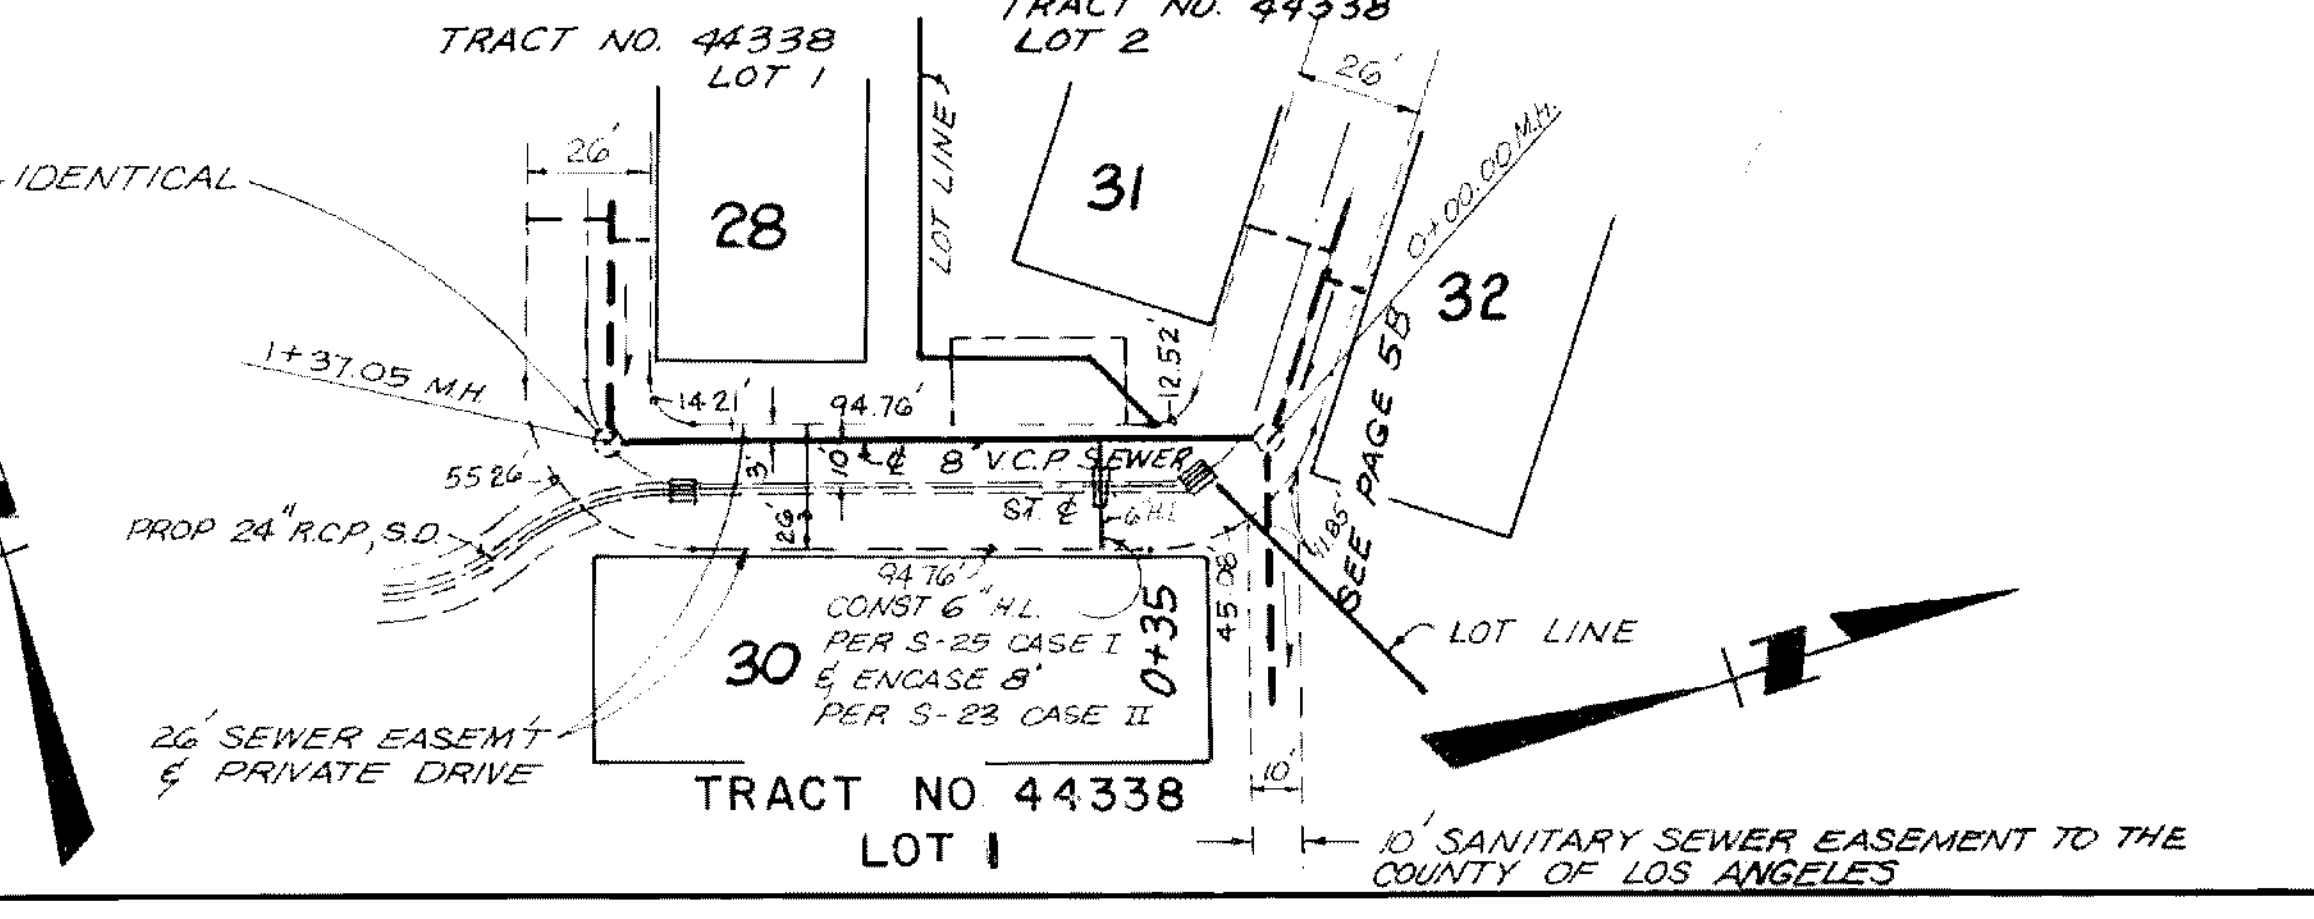 TRACT NO. 44338
LOT 1
TRACT NO. 44338
LOT 2
26'
26'
IDENTICAL
LOT LINE
28
31
32
0+00.00 M.H.
1+37.05 M.H.
14.21'
94.76'
12.52'
SEE PAGE 5B
3'
10'
℄ 8" V.C.P. SEWER
55.26'
PROP 24" R.C.P., S.D.
26'
ST. ℄
6" H.L.
11.85'
94.76'
CONST 6" H.L.
PER S-25 CASE I
& ENCASE 8'
PER S-23 CASE II
30
0+35
45.08'
LOT LINE
26' SEWER EASEM'T
& PRIVATE DRIVE
10'
TRACT NO 44338
LOT 1
10' SANITARY SEWER EASEMENT TO THE
COUNTY OF LOS ANGELES